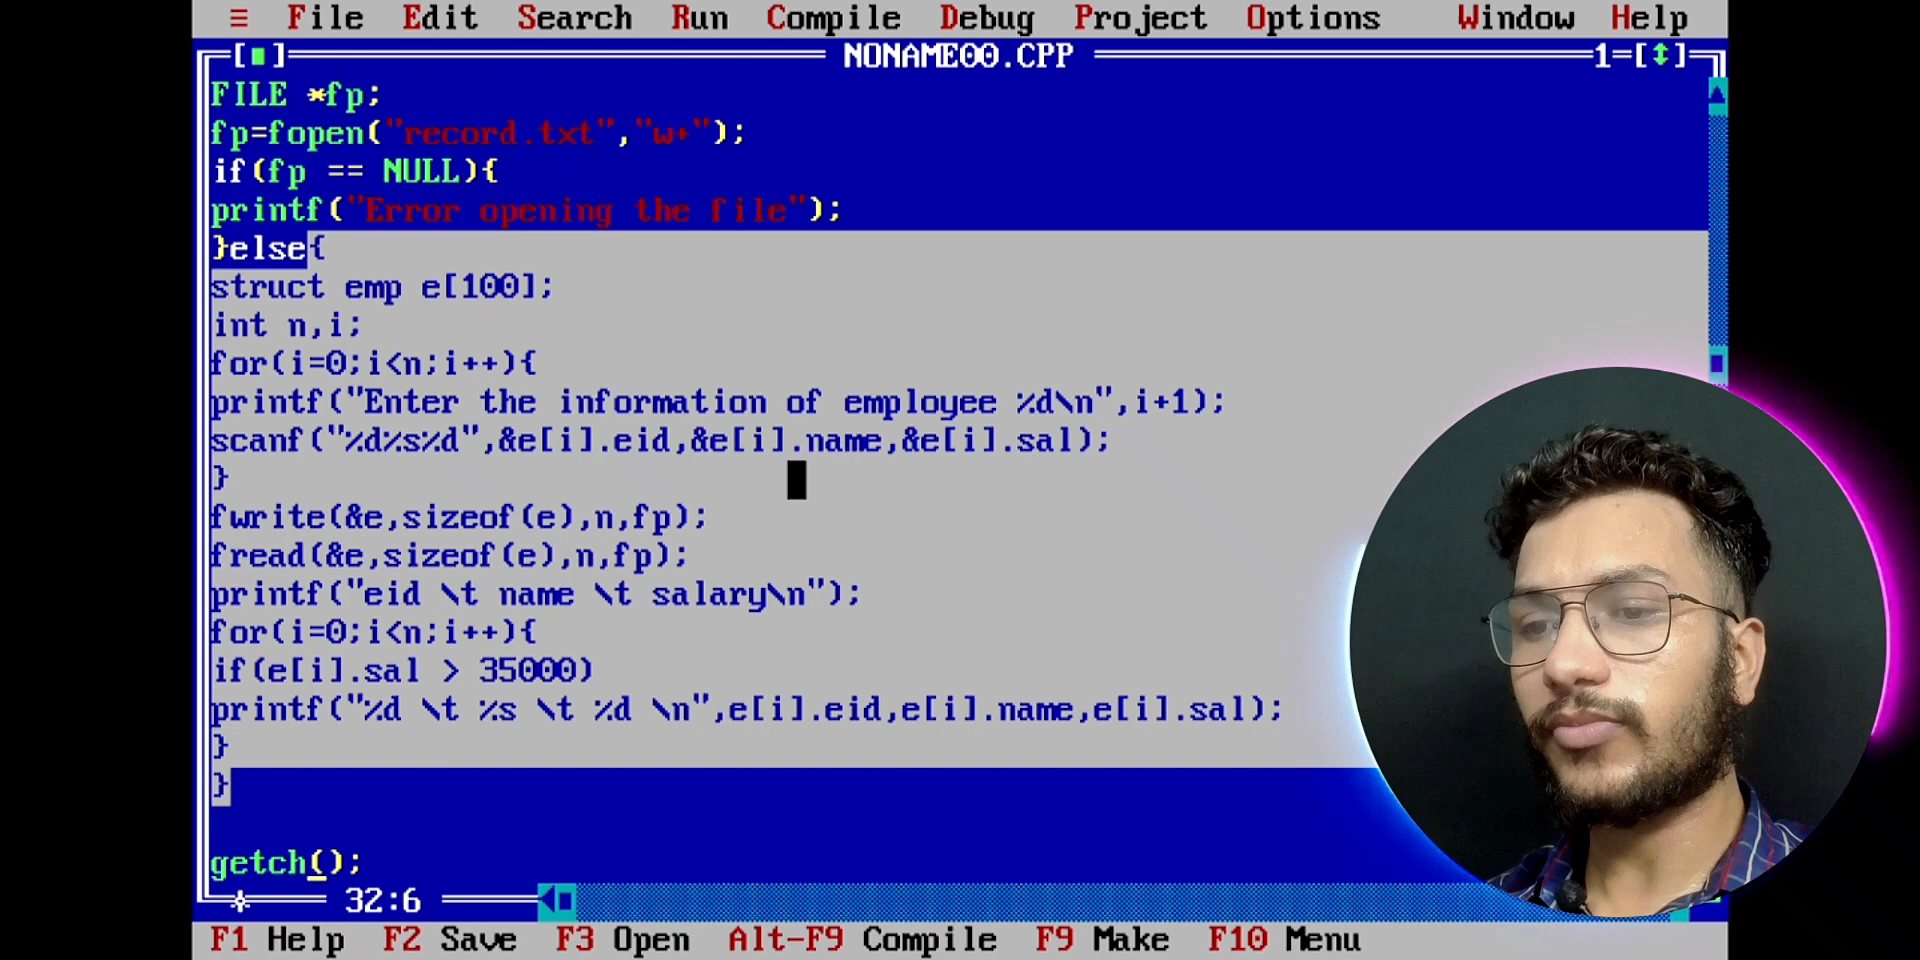 ≡ File Edit Search Run Compile Debug Project Options Window Help
[■] NONAME00.CPP 1=[↕]
FILE *fp;
fp=fopen("record.txt","w+");
if(fp == NULL){
printf("Error opening the file");
}else{
struct emp e[100];
int n,i;
for(i=0;i<n;i++){
printf("Enter the information of employee %d\n",i+1);
scanf("%d%s%d",&e[i].eid,&e[i].name,&e[i].sal);
}
fwrite(&e,sizeof(e),n,fp);
fread(&e,sizeof(e),n,fp);
printf("eid \t name \t salary\n");
for(i=0;i<n;i++){
if(e[i].sal > 35000)
printf("%d \t %s \t %d \n",e[i].eid,e[i].name,e[i].sal);
}
}
getch();
32:6
F1 Help F2 Save F3 Open Alt-F9 Compile F9 Make F10 Menu